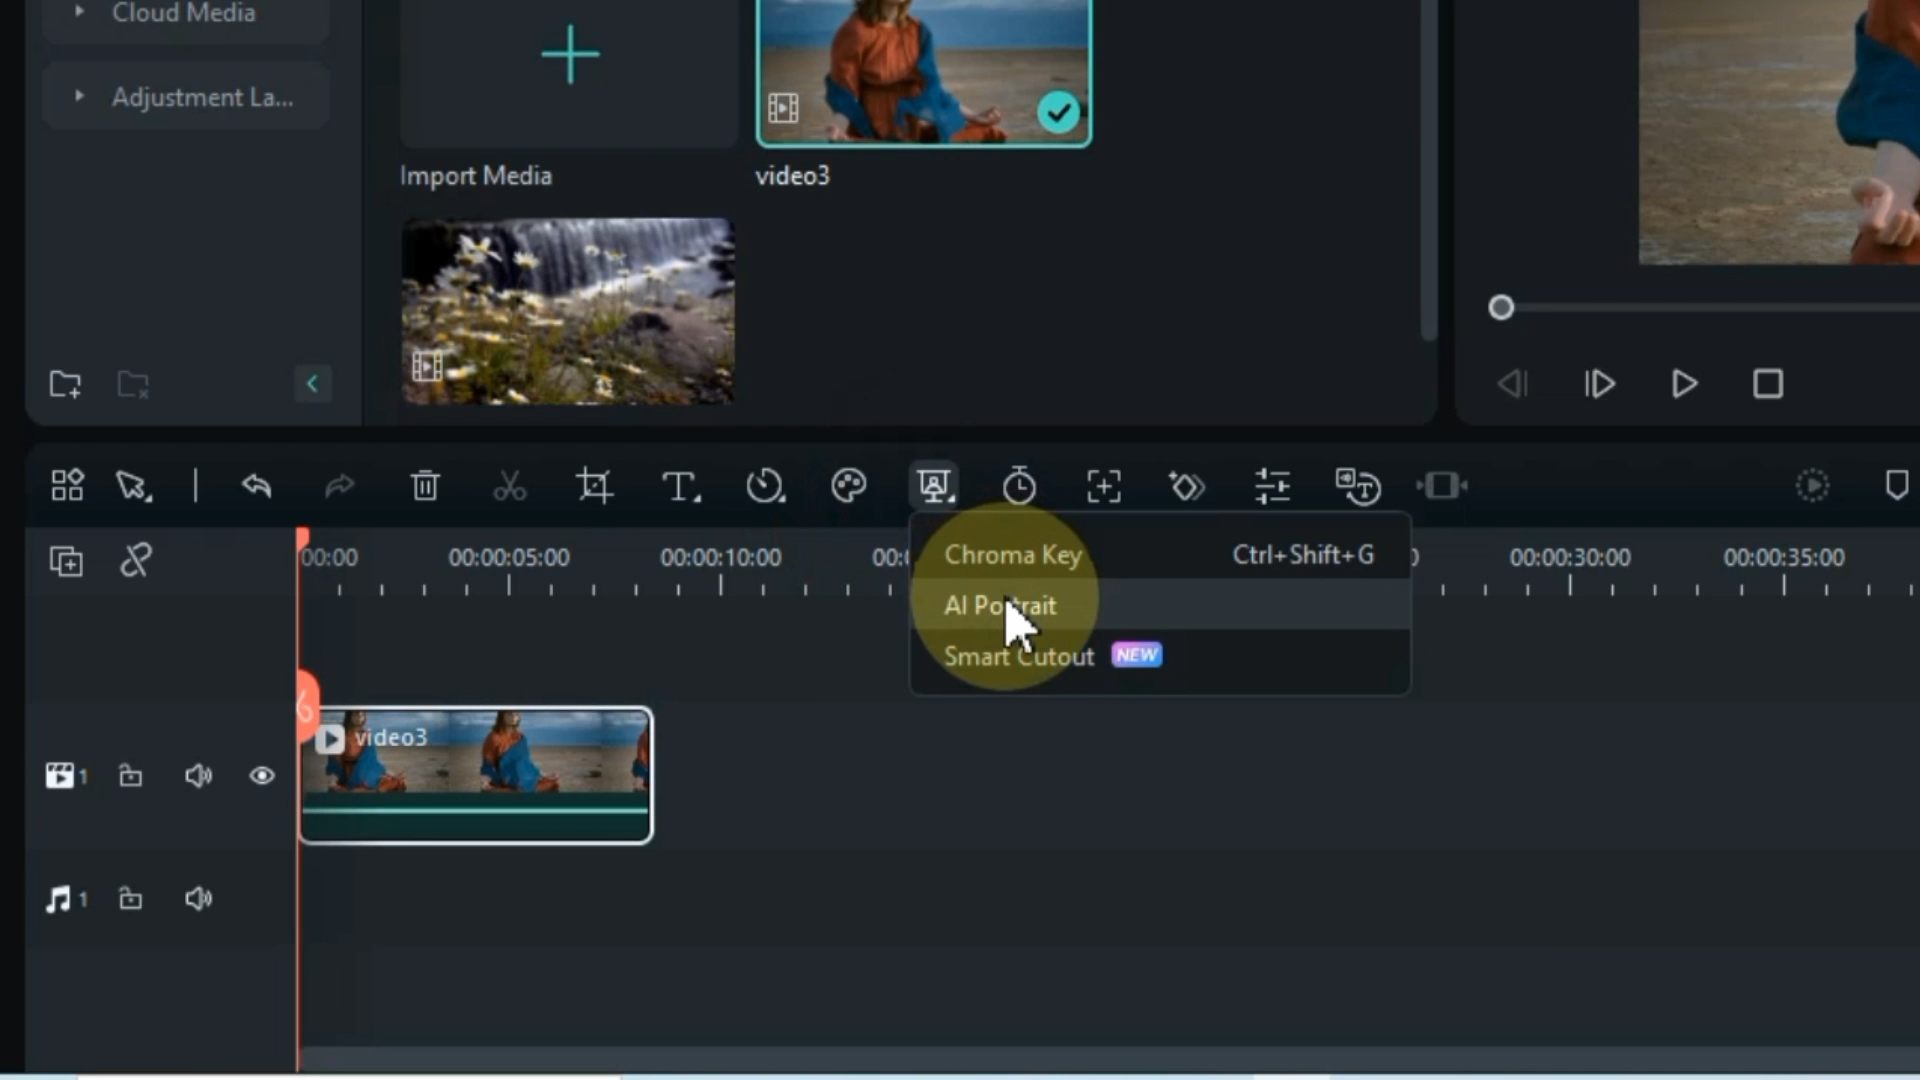 Cloud Media
Adjustment La...
Import Media
video3
00:00
00:00:05:00
00:00:10:00
00:0
0
00:00:30:00
00:00:35:00
Chroma Key Ctrl+Shift+G
AI Portrait
Smart Cutout NEW
video3
1
1